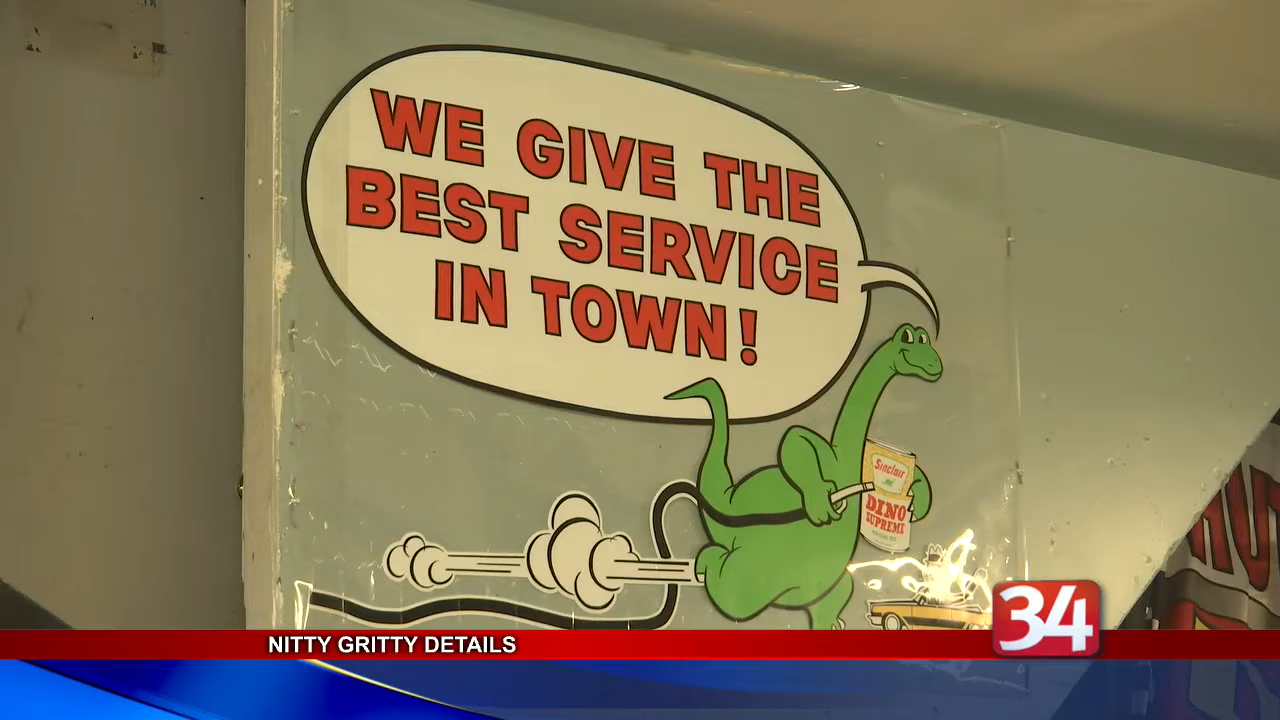 WE GIVE THE
BEST SERVICE
IN TOWN!
Sinclair
DINO
SUPREME
34
NITTY GRITTY DETAILS